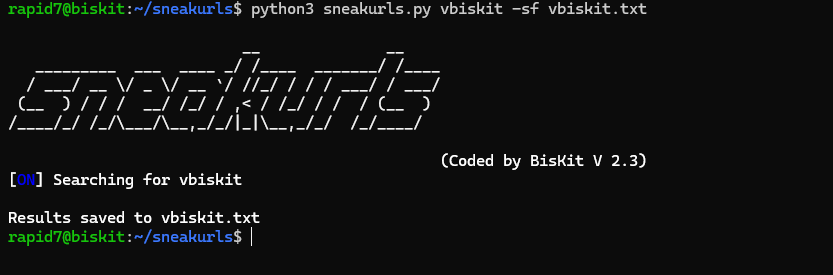 rapid7@biskit:~/sneakurls$ python3 sneakurls.py vbiskit -sf vbiskit.txt
sneakurls
(Coded by BisKit V 2.3)
[ON] Searching for vbiskit
Results saved to vbiskit.txt
rapid7@biskit:~/sneakurls$